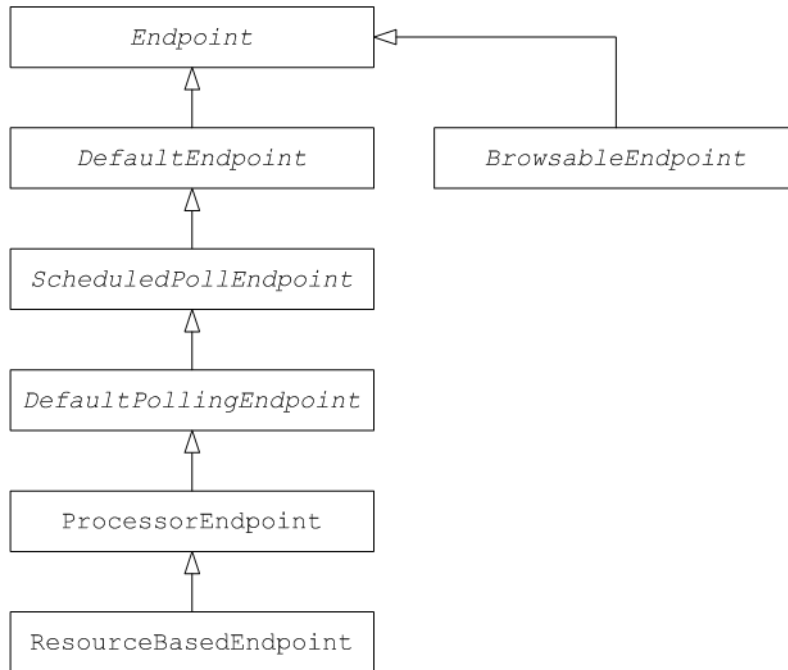 Endpoint
DefaultEndpoint
BrowsableEndpoint
ScheduledPollEndpoint
DefaultPollingEndpoint
ProcessorEndpoint
ResourceBasedEndpoint